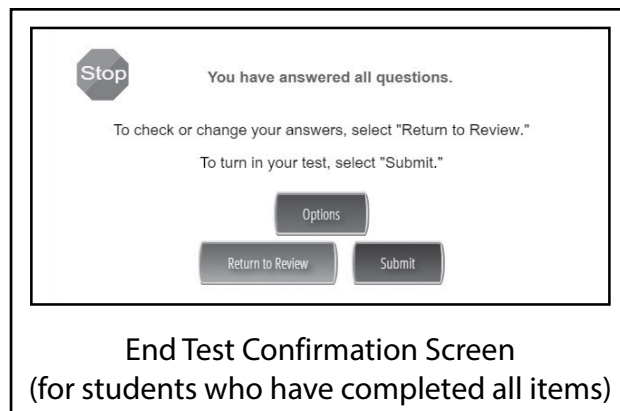 Stop
You have answered all questions.
To check or change your answers, select "Return to Review."
To turn in your test, select "Submit."
Options
Return to Review Submit
End Test Confirmation Screen
(for students who have completed all items)